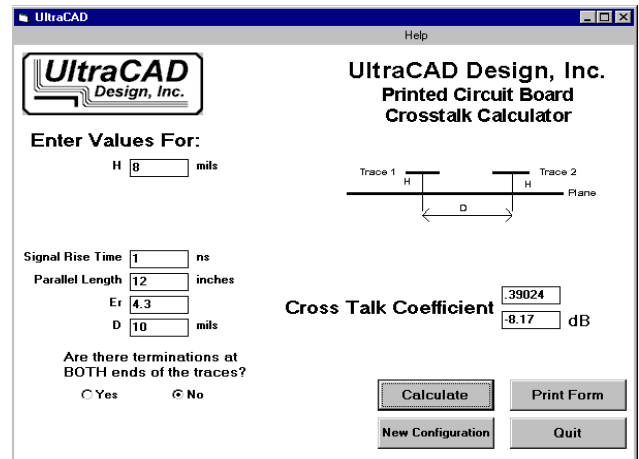 UltraCAD
Help
UltraCAD
Design, Inc.
UltraCAD Design, Inc.
Printed Circuit Board
Crosstalk Calculator
Enter Values For:
H 8 mils
Trace 1 Trace 2
H H
Plane
D
Signal Rise Time 1 ns
Parallel Length 12 inches
Er 4.3
D 10 mils
Cross Talk Coefficient .39024
-8.17 dB
Are there terminations at
BOTH ends of the traces?
Yes No
Calculate Print Form
New Configuration Quit